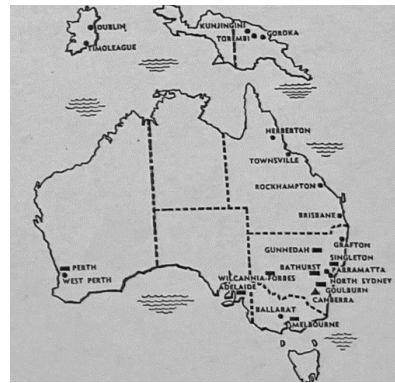 DUBLIN
TIMOLEAGUE
KUNJINGINI
TOREMBI
GOROKA
HERBERTON
TOWNSVILLE
ROCKHAMPTON
BRISBANE
GRAFTON
GUNNEDAH
SINGLETON
BATHURST
PARRAMATTA
PERTH
WEST PERTH
WILCANNIA-FORBES
NORTH SYDNEY
ADELAIDE
GOULBURN
CANBERRA
BALLARAT
MELBOURNE